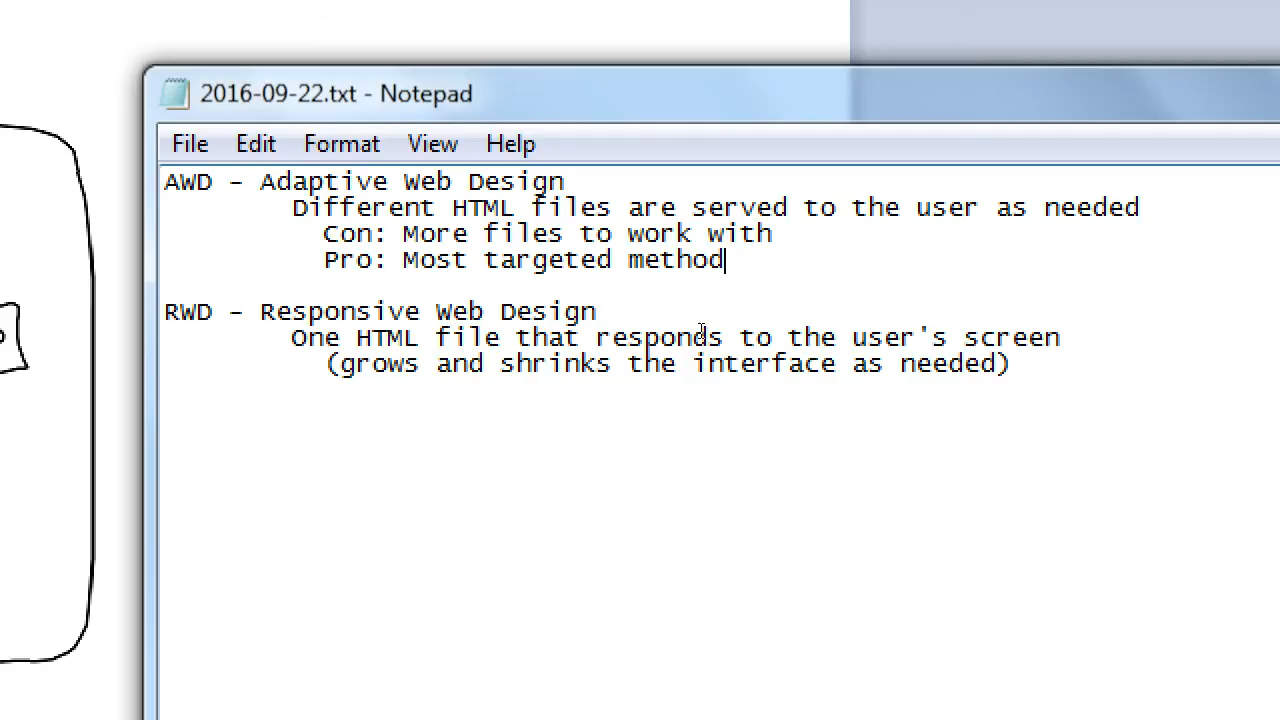 2016-09-22.txt - Notepad
File Edit Format View Help
AWD - Adaptive Web Design
Different HTML files are served to the user as needed
Con: More files to work with
Pro: Most targeted method
RWD - Responsive Web Design
One HTML file that responds to the user's screen
(grows and shrinks the interface as needed)